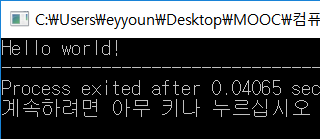 C:₩Users₩eyyoun₩Desktop₩MOOC₩컴퓨
Hello world!
--------------------------------
Process exited after 0.04065 sec
계속하려면 아무 키나 누르십시오